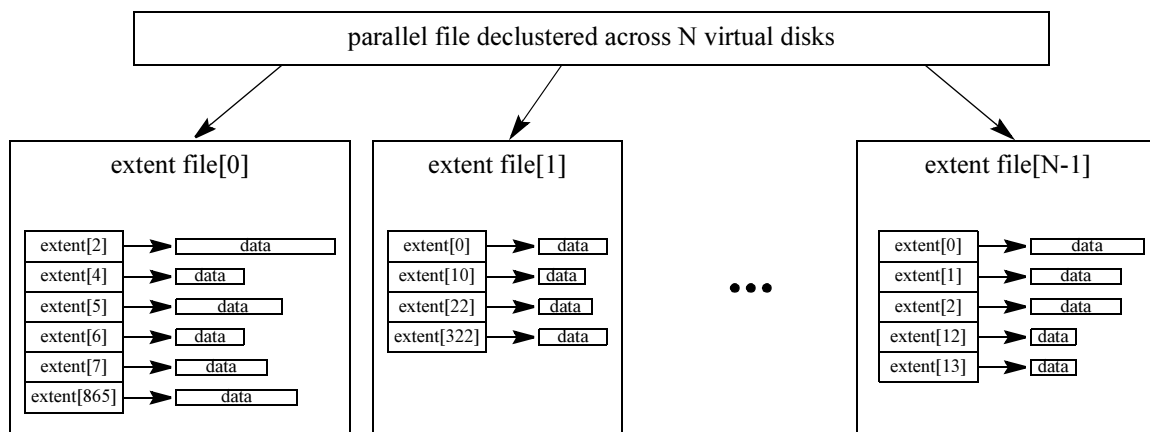 parallel file declustered across N virtual disks
extent file[0]
extent[2]
data
extent[4]
data
extent[5]
data
extent[6]
data
extent[7]
data
extent[865]
data
extent file[1]
extent[0]
data
extent[10]
data
extent[22]
data
extent[322]
data
•••
extent file[N-1]
extent[0]
data
extent[1]
data
extent[2]
data
extent[12]
data
extent[13]
data